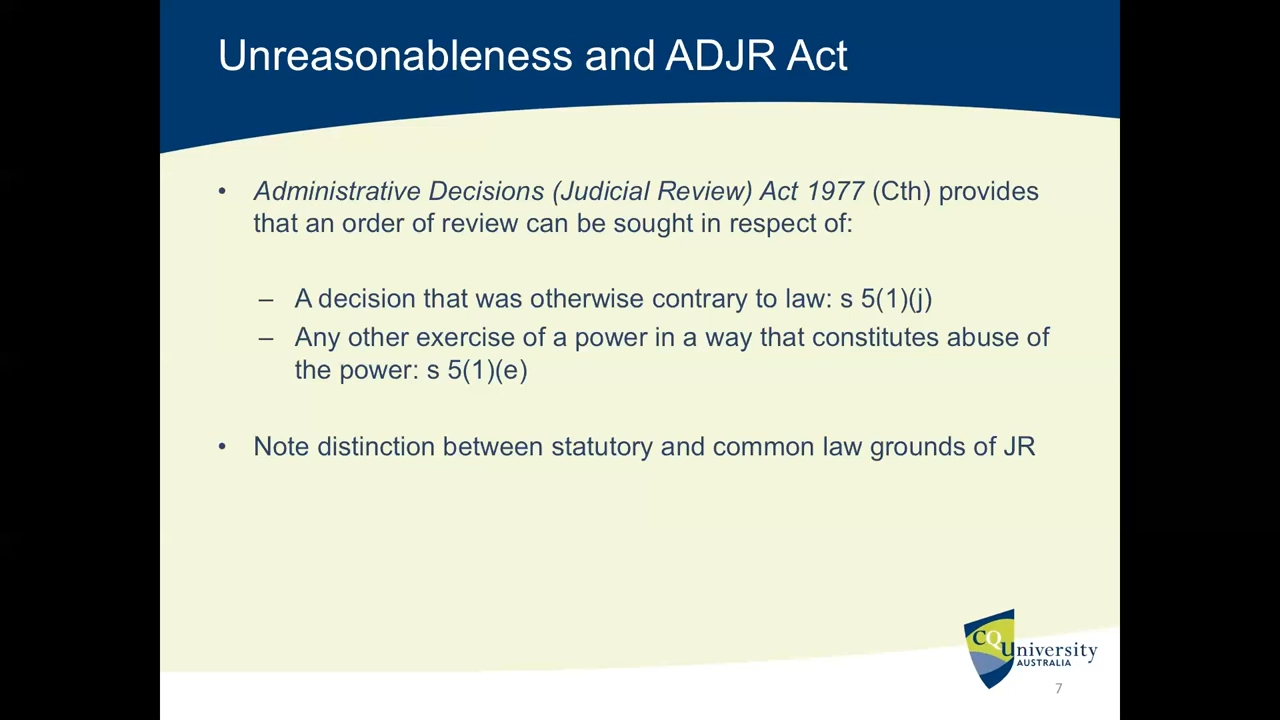 Unreasonableness and ADJR Act
• Administrative Decisions (Judicial Review) Act 1977 (Cth) provides
that an order of review can be sought in respect of:
– A decision that was otherwise contrary to law: s 5(1)(j)
– Any other exercise of a power in a way that constitutes abuse of
the power: s 5(1)(e)
• Note distinction between statutory and common law grounds of JR
CQUniversity
AUSTRALIA
7